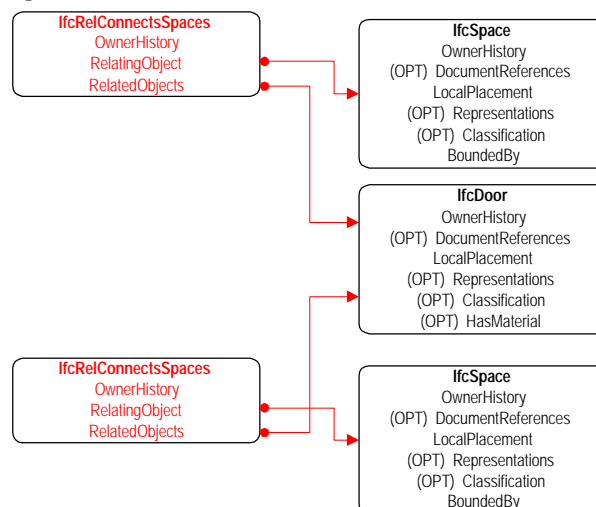 IfcRelConnectsSpaces
OwnerHistory
RelatingObject
RelatedObjects
IfcSpace
OwnerHistory
(OPT) DocumentReferences
LocalPlacement
(OPT) Representations
(OPT) Classification
BoundedBy
IfcDoor
OwnerHistory
(OPT) DocumentReferences
LocalPlacement
(OPT) Representations
(OPT) Classification
(OPT) HasMaterial
IfcRelConnectsSpaces
OwnerHistory
RelatingObject
RelatedObjects
IfcSpace
OwnerHistory
(OPT) DocumentReferences
LocalPlacement
(OPT) Representations
(OPT) Classification
BoundedBy